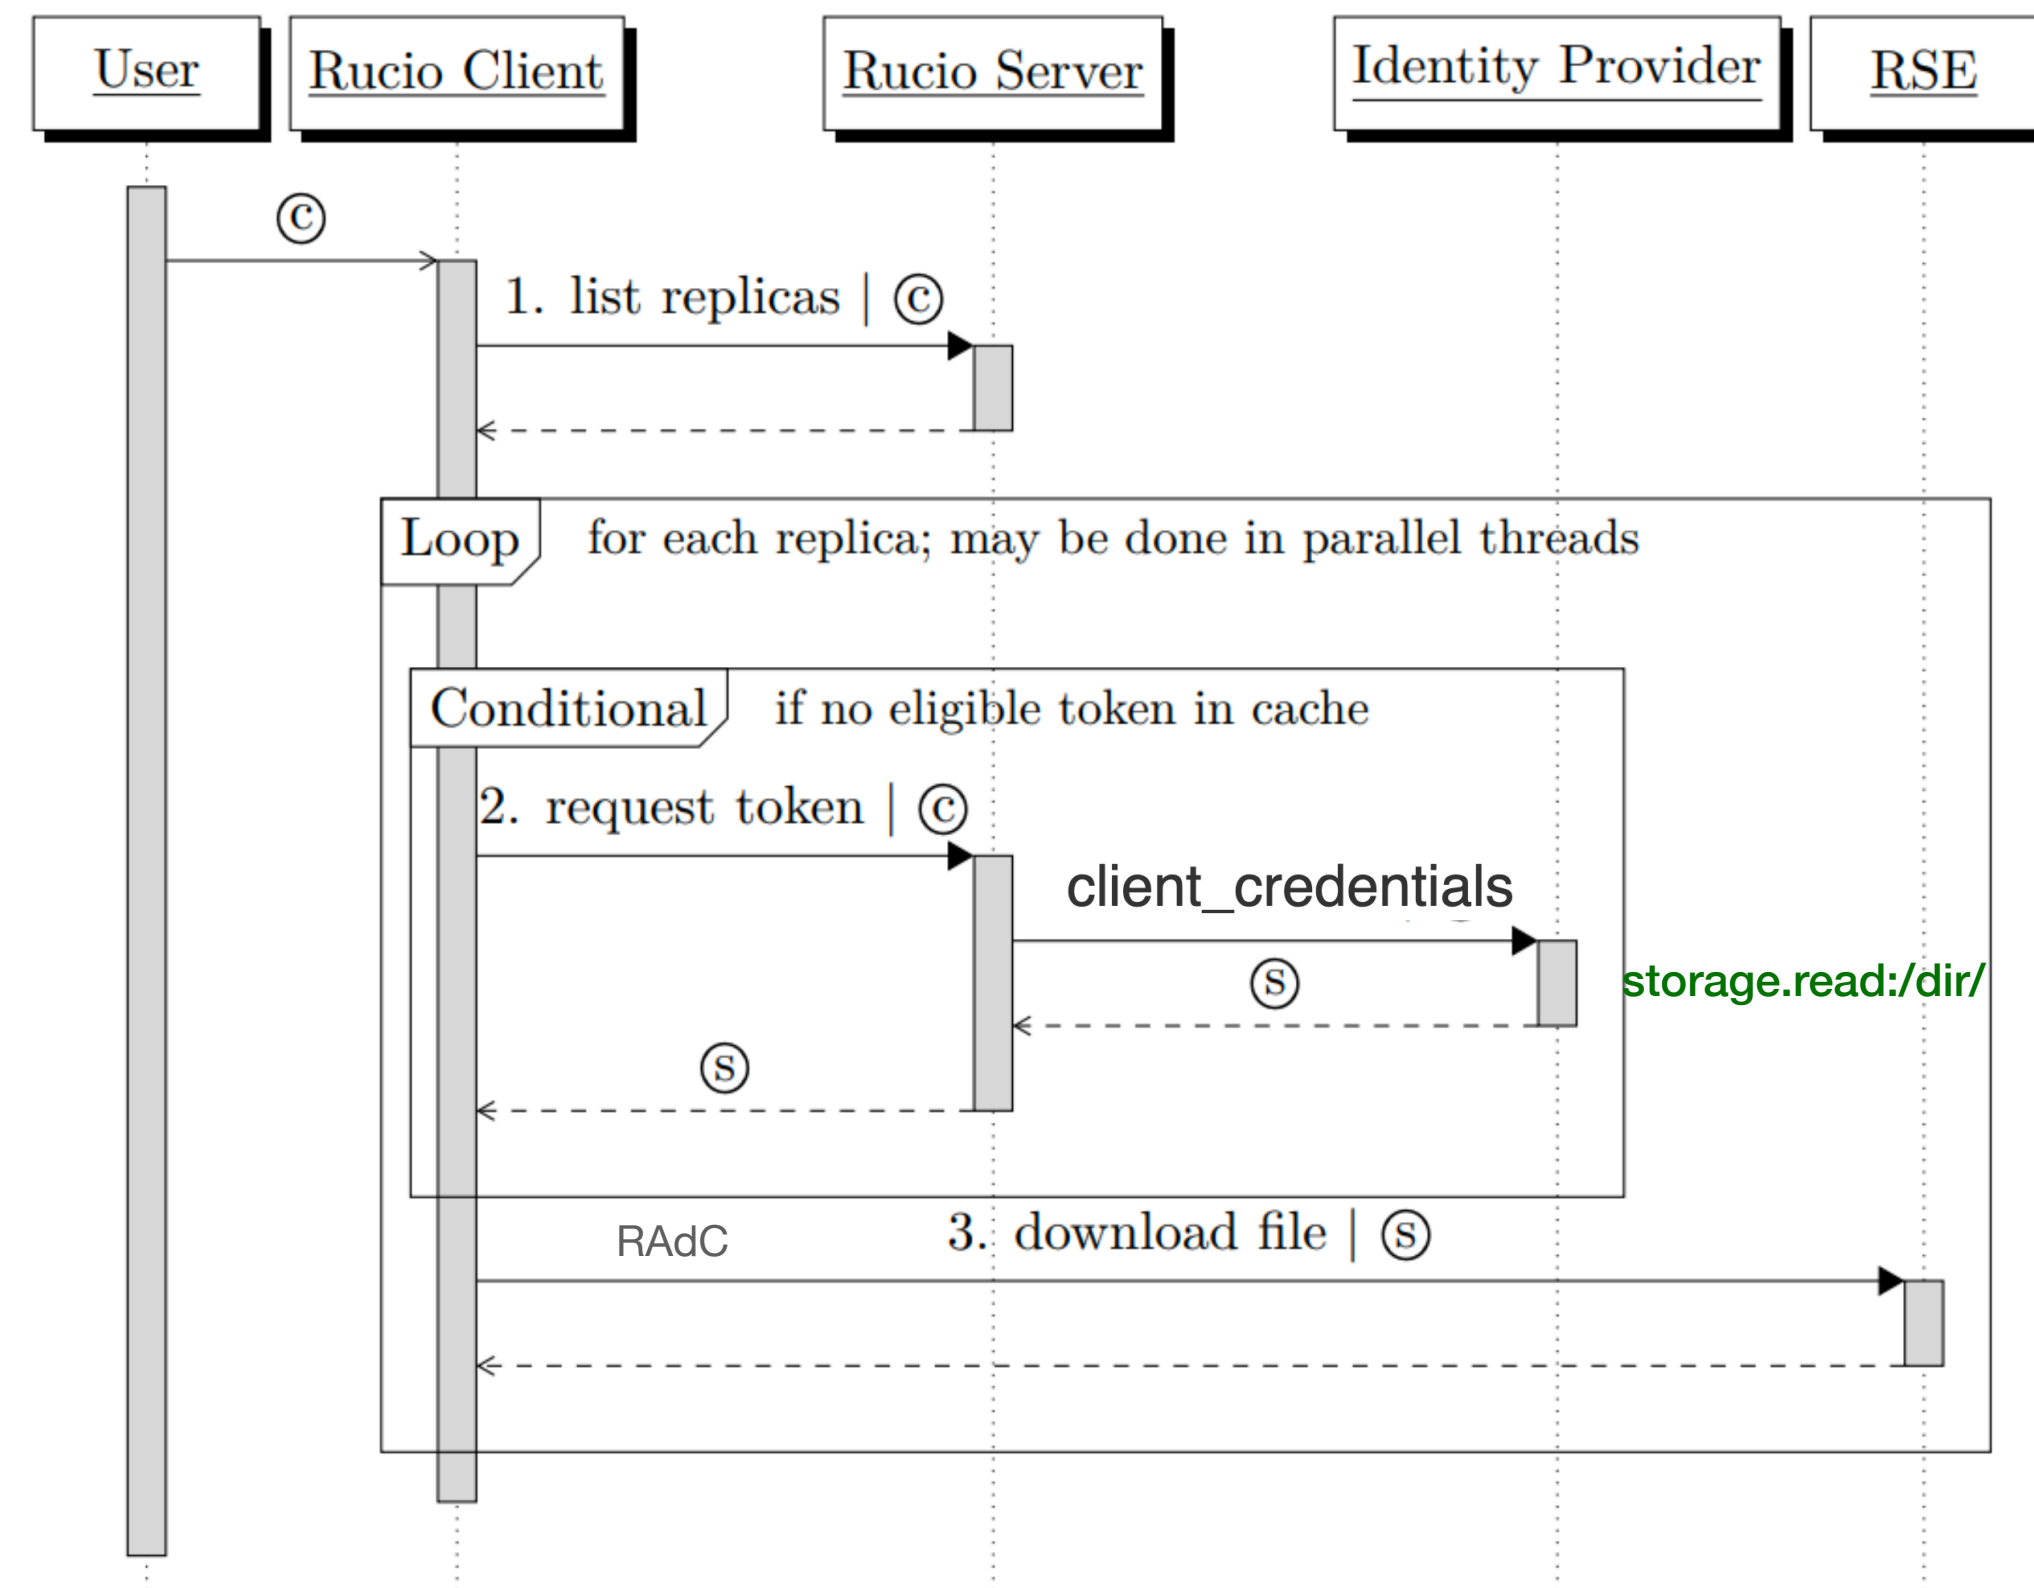 User
Rucio Client
Rucio Server
Identity Provider
RSE
ⓒ
1. list replicas | ⓒ
Loop for each replica; may be done in parallel threads
Conditional if no eligible token in cache
2. request token | ⓒ
client_credentials
ⓢ
storage.read:/dir/
ⓢ
RAdC
3. download file | ⓢ